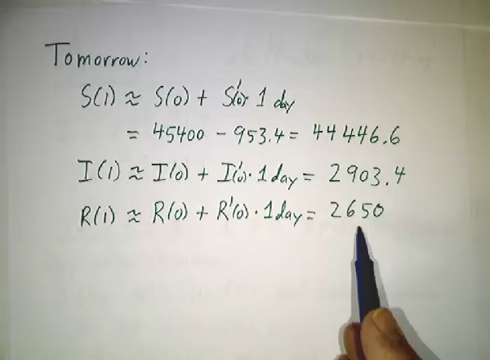 Tomorrow:
S(1) ≈ S(0) + S'(0)· 1 day
= 45400 - 953.4 = 44446.6
I(1) ≈ I(0) + I'(0)· 1 day = 2903.4
R(1) ≈ R(0) + R'(0)· 1 day = 2650